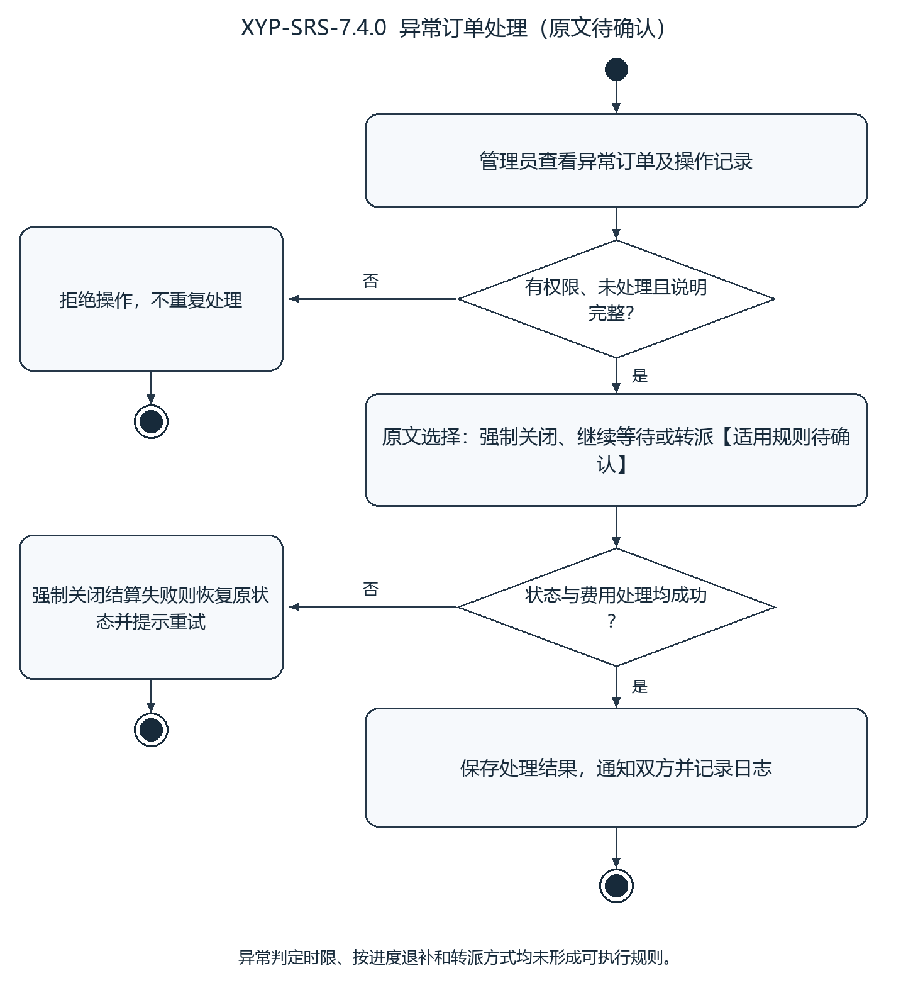 XYP-SRS-7.4.0 异常订单处理（原文待确认）
管理员查看异常订单及操作记录
有权限、未处理且说明
完整？
否
拒绝操作，不重复处理
是
原文选择：强制关闭、继续等待或转派【适用规则待确
认】
状态与费用处理均成功
？
否
强制关闭结算失败则恢复原状
态并提示重试
是
保存处理结果，通知双方并记录日志
异常判定时限、按进度退补和转派方式均未形成可执行规则。